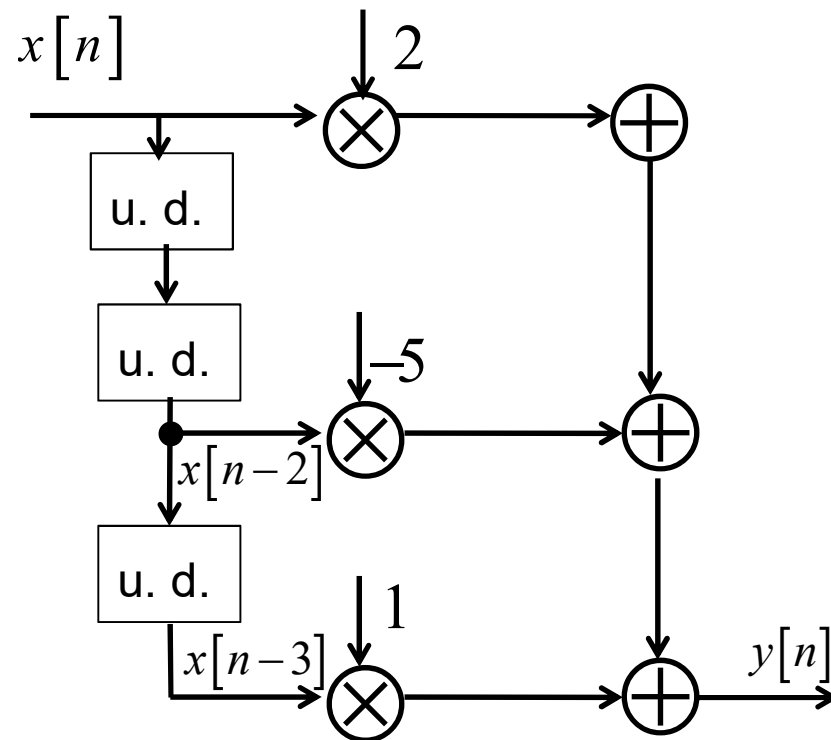 x[n]
2
u. d.
u. d.
–5
x[n−2]
u. d.
1
x[n−3]
y[n]